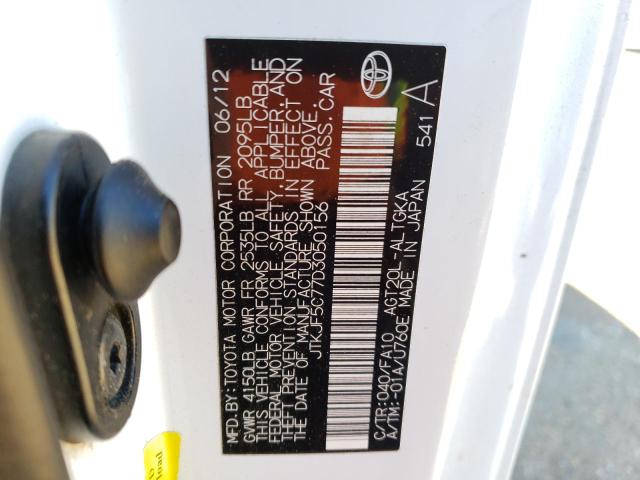 MFD. BY: TOYOTA MOTOR CORPORATION 06/12
GVWR 4150LB GAWR FR 2535LB RR 2095LB
THIS VEHICLE CONFORMS TO ALL APPLICABLE
FEDERAL MOTOR VEHICLE SAFETY, BUMPER, AND
THEFT PREVENTION STANDARDS IN EFFECT ON
THE DATE OF MANUFACTURE SHOWN ABOVE.
JTKJF5C77D3050156 PASS. CAR
C/TR:040/FA10 AGT20L-ALTGKA
A/TM:-01A/U760E MADE IN JAPAN 541 A
load